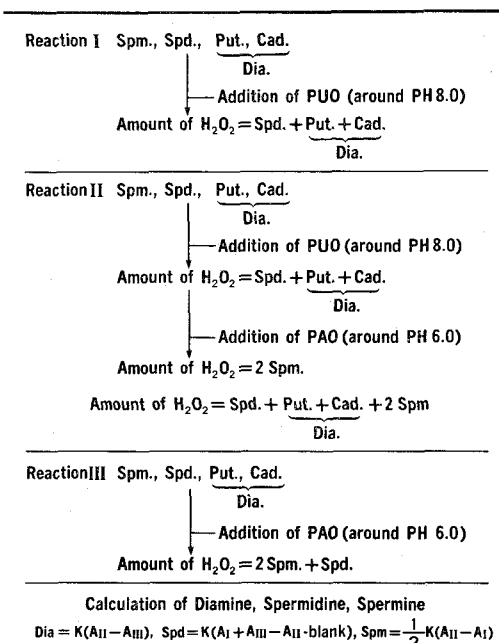 Reaction I Spm., Spd., Put., Cad.
Dia.
Addition of PUO (around PH 8.0)
Amount of H₂O₂ = Spd. + Put. + Cad.
Dia.
Reaction II Spm., Spd., Put., Cad.
Dia.
Addition of PUO (around PH 8.0)
Amount of H₂O₂ = Spd. + Put. + Cad.
Dia.
Addition of PAO (around PH 6.0)
Amount of H₂O₂ = 2 Spm.
Amount of H₂O₂ = Spd. + Put. + Cad. + 2 Spm
Dia.
Reaction III Spm., Spd., Put., Cad.
Dia.
Addition of PAO (around PH 6.0)
Amount of H₂O₂ = 2 Spm. + Spd.
Calculation of Diamine, Spermidine, Spermine
Dia = K(AII − AIII), Spd = K(AI + AIII − AII - blank), Spm = 1/2 K(AII − AI)